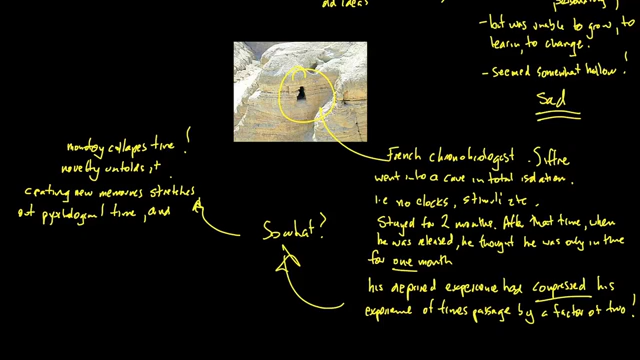 old ideas
- but was unable to grow, to
learn, to change.
- seemed somewhat hollow!
Sad
French chronobiologist. Siffre
went into a cave in total isolation.
i.e no clocks, stimuli etc.
Stayed for 2 months. After that time, when
he was released, he thought he was only in there
for one month
his deprived experience had compressed his
experience of times passage by a factor of two!
So what?
monotony collapses time!
novelty unfolds it.
creating new memories stretches
out psychological time, and